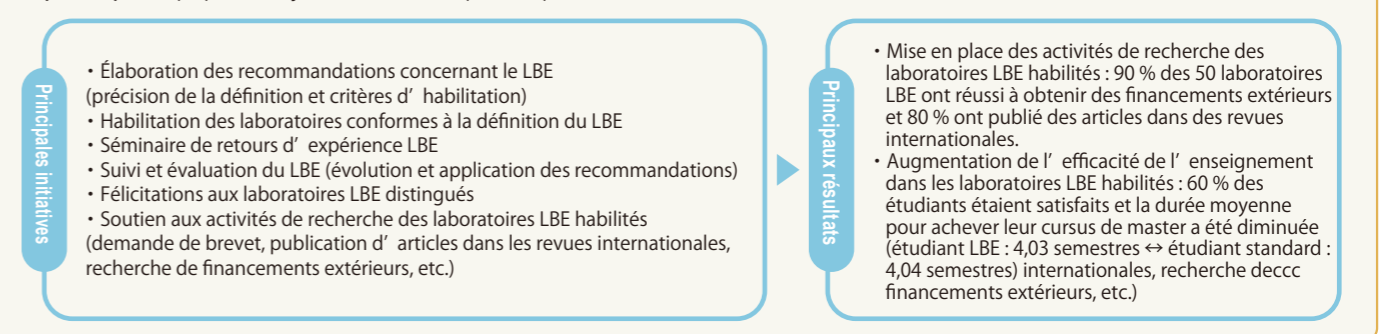 Principales initiatives
・Élaboration des recommandations concernant le LBE
(précision de la définition et critères d’ habilitation)
・Habilitation des laboratoires conformes à la définition du LBE
・Séminaire de retours d’ expérience LBE
・Suivi et évaluation du LBE (évolution et application des recommandations)
・Félicitations aux laboratoires LBE distingués
・Soutien aux activités de recherche des laboratoires LBE habilités
(demande de brevet, publication d’ articles dans les revues internationales,
recherche de financements extérieurs, etc.)
Principaux résultats
・Mise en place des activités de recherche des
laboratoires LBE habilités : 90 % des 50 laboratoires
LBE ont réussi à obtenir des financements extérieurs
et 80 % ont publié des articles dans des revues
internationales.
・Augmentation de l’ efficacité de l’ enseignement
dans les laboratoires LBE habilités : 60 % des
étudiants étaient satisfaits et la durée moyenne
pour achever leur cursus de master a été diminuée
(étudiant LBE : 4,03 semestres ↔ étudiant standard :
4,04 semestres) internationales, recherche deccc
financements extérieurs, etc.)